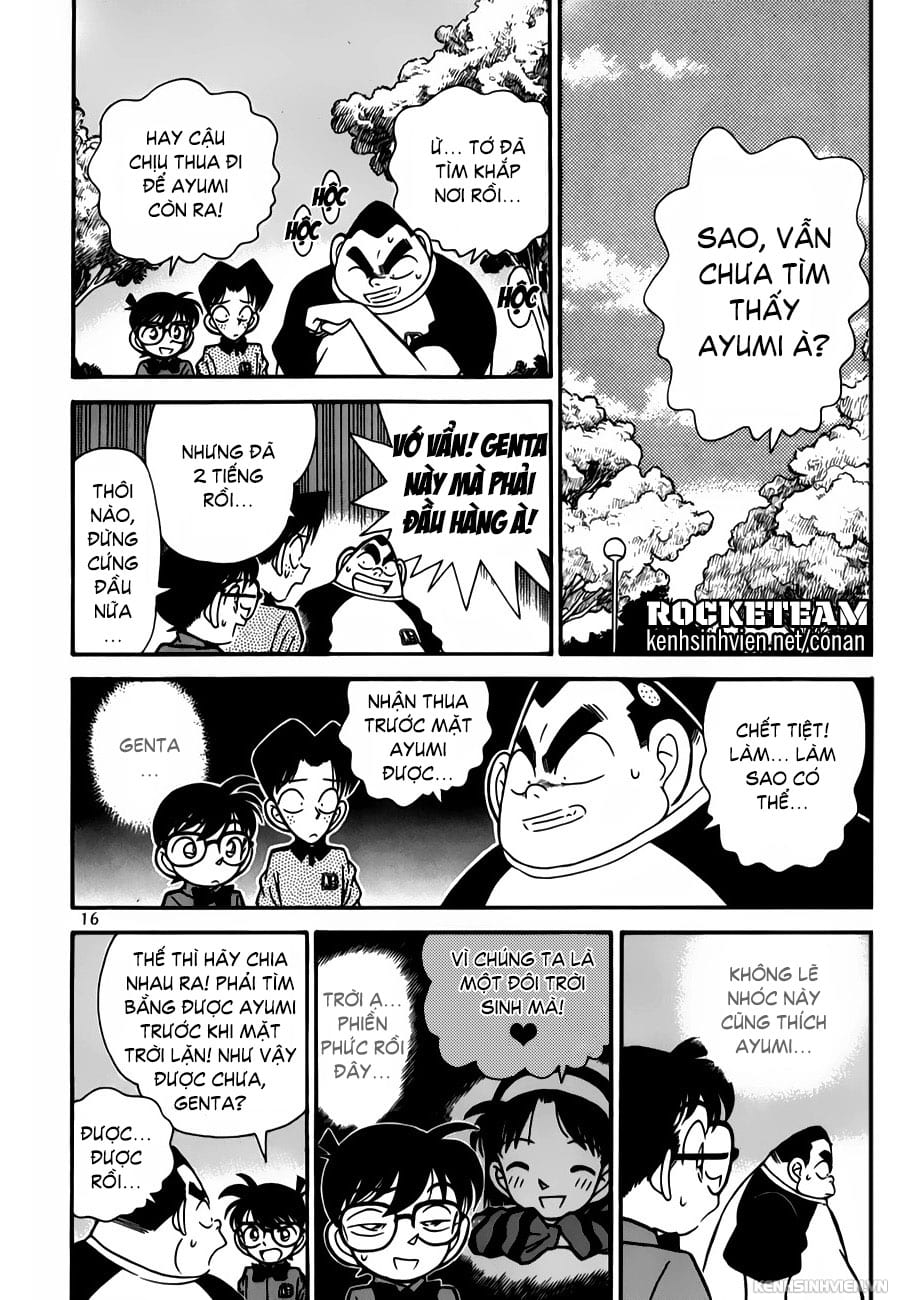 SAO, VẪN
CHƯA TÌM
THẤY
AYUMI À?
Ừ... TỚ ĐÃ
TÌM KHẮP
NƠI RỒI...
HỘC
HỘC
HỘC
HAY CẬU
CHỊU THUA ĐI
ĐỂ AYUMI
CÒN RA!
ROCKETEAM
kenhsinhvien.net/conan
VỚ VẨN! GENTA
NÀY MÀ PHẢI
ĐẦU HÀNG À!
NHƯNG ĐÃ
2 TIẾNG
RỒI...
THÔI
NÀO,
ĐỪNG
CỨNG
ĐẦU
NỮA
...
CHẾT TIỆT!
LÀM... LÀM
SAO CÓ
THỂ...
NHẬN THUA
TRƯỚC MẶT
AYUMI
ĐƯỢC...
GENTA
...
16
KHÔNG LẼ
NHÓC NÀY
CŨNG THÍCH
AYUMI...
VÌ CHÚNG TA LÀ
MỘT ĐÔI TRỜI
SINH MÀ!
TRỜI Ạ...
PHIỀN
PHỨC RỒI
ĐÂY...
THẾ THÌ HÃY CHIA
NHAU RA! PHẢI TÌM
BẰNG ĐƯỢC AYUMI
TRƯỚC KHI MẶT
TRỜI LẶN! NHƯ VẬY
ĐƯỢC CHƯA,
GENTA?
ĐƯỢC...
ĐƯỢC
RỒI...
KENHSINHVIEN.VN